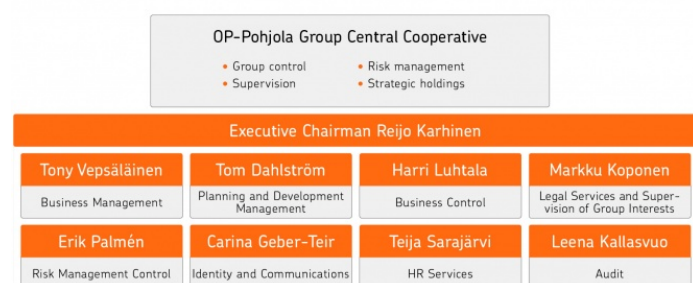 OP-Pohjola Group Central Cooperative
• Group control
• Risk management
• Supervision
• Strategic holdings
Executive Chairman Reijo Karhinen
Tony Vepsäläinen
Business Management
Tom Dahlström
Planning and Development
Management
Harri Luhtala
Business Control
Markku Koponen
Legal Services and Super-
vision of Group Interests
Erik Palmén
Risk Management Control
Carina Geber-Teir
Identity and Communications
Teija Sarajärvi
HR Services
Leena Kallasvuo
Audit